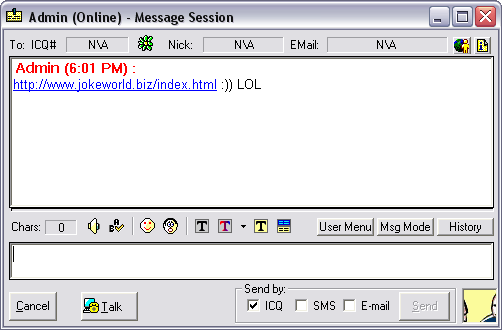 Admin (Online) - Message Session
To: ICQ# N\A Nick: N\A EMail: N\A
Admin (6:01 PM) :
http://www.jokeworld.biz/index.html :)) LOL
Chars: 0 User Menu Msg Mode History
Send by:
Cancel Talk ICQ SMS E-mail Send